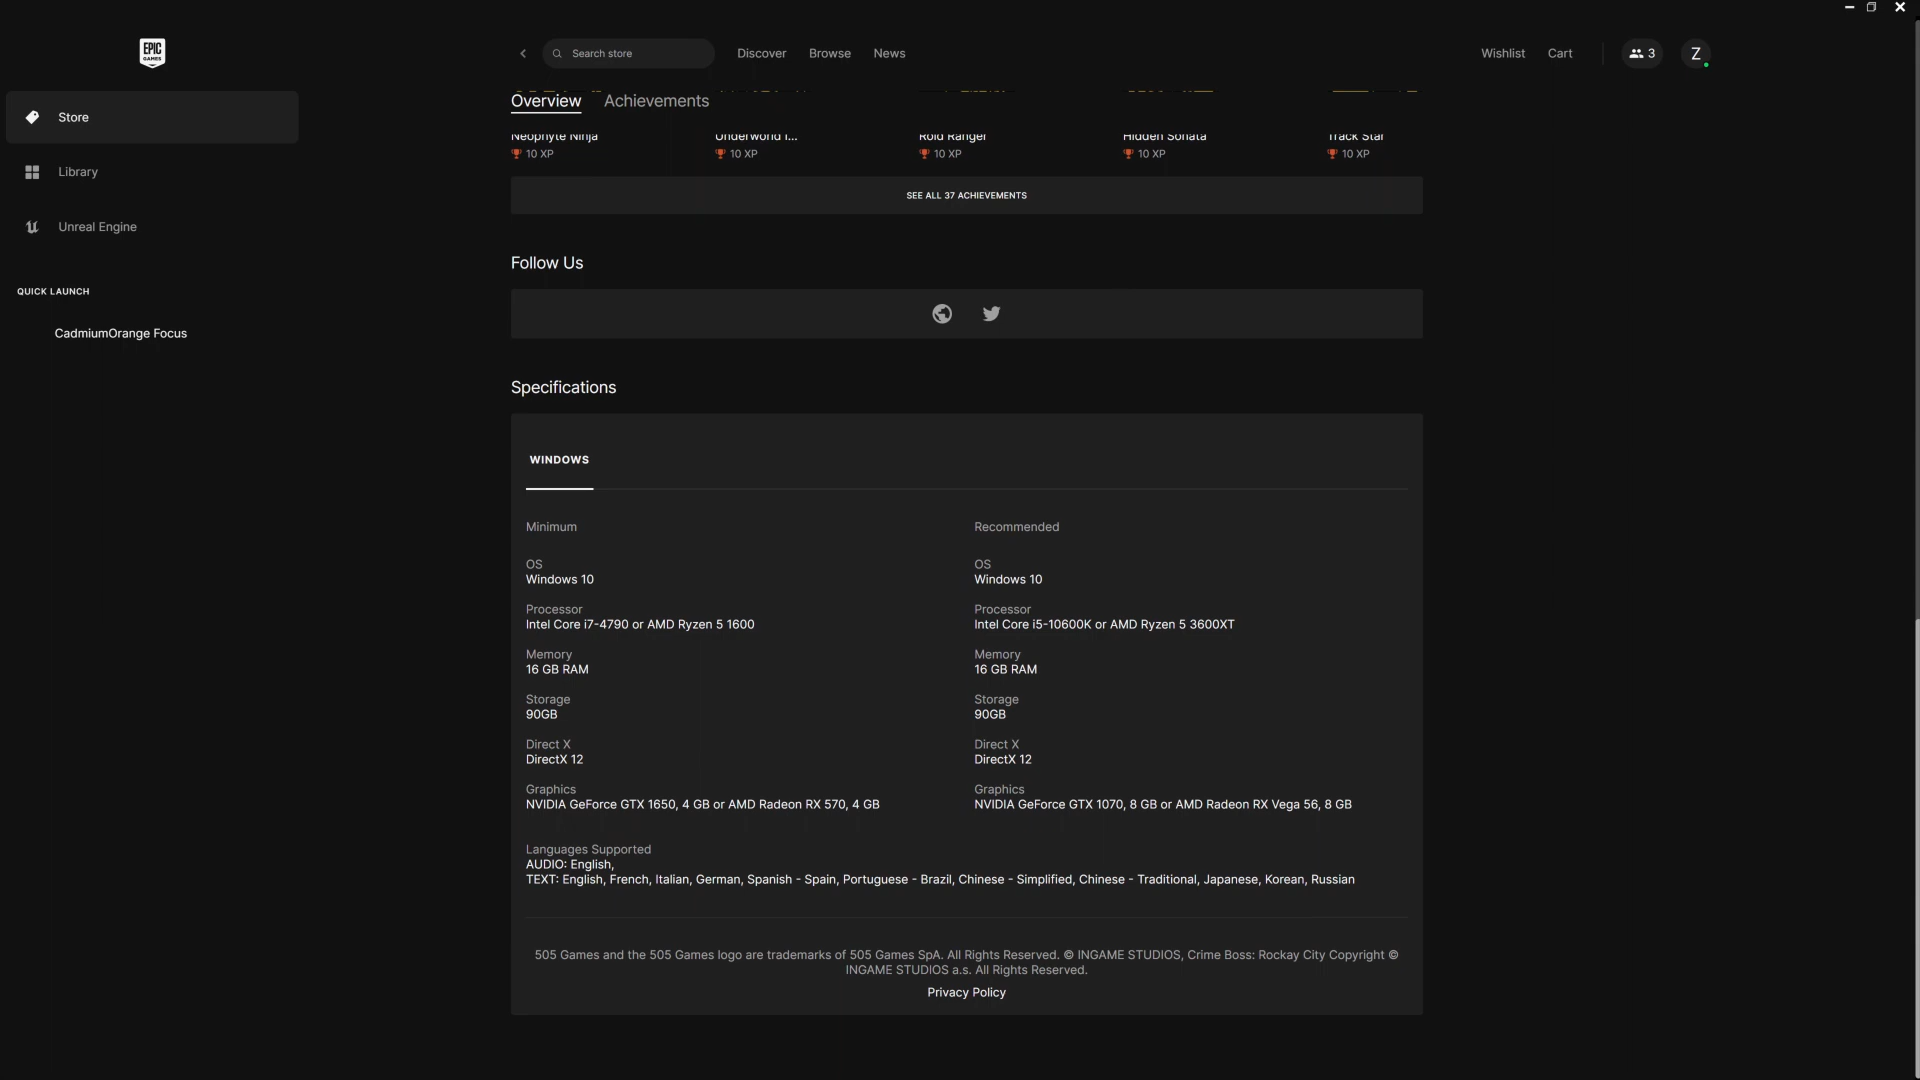 EPIC
GAMES
Search store
Discover
Browse
News
Wishlist
Cart
3
Z
Store
Library
Unreal Engine
QUICK LAUNCH
CadmiumOrange Focus
Overview
Achievements
Neophyte Ninja
Underworld I...
Roid Ranger
Hidden Sonata
Track Star
10 XP
10 XP
10 XP
10 XP
10 XP
SEE ALL 37 ACHIEVEMENTS
Follow Us
Specifications
WINDOWS
Minimum
OS
Windows 10
Processor
Intel Core i7-4790 or AMD Ryzen 5 1600
Memory
16 GB RAM
Storage
90GB
Direct X
DirectX 12
Graphics
NVIDIA GeForce GTX 1650, 4 GB or AMD Radeon RX 570, 4 GB
Recommended
OS
Windows 10
Processor
Intel Core i5-10600K or AMD Ryzen 5 3600XT
Memory
16 GB RAM
Storage
90GB
Direct X
DirectX 12
Graphics
NVIDIA GeForce GTX 1070, 8 GB or AMD Radeon RX Vega 56, 8 GB
Languages Supported
AUDIO: English,
TEXT: English, French, Italian, German, Spanish - Spain, Portuguese - Brazil, Chinese - Simplified, Chinese - Traditional, Japanese, Korean, Russian
505 Games and the 505 Games logo are trademarks of 505 Games SpA. All Rights Reserved. © INGAME STUDIOS, Crime Boss: Rockay City Copyright ©
INGAME STUDIOS a.s. All Rights Reserved.
Privacy Policy